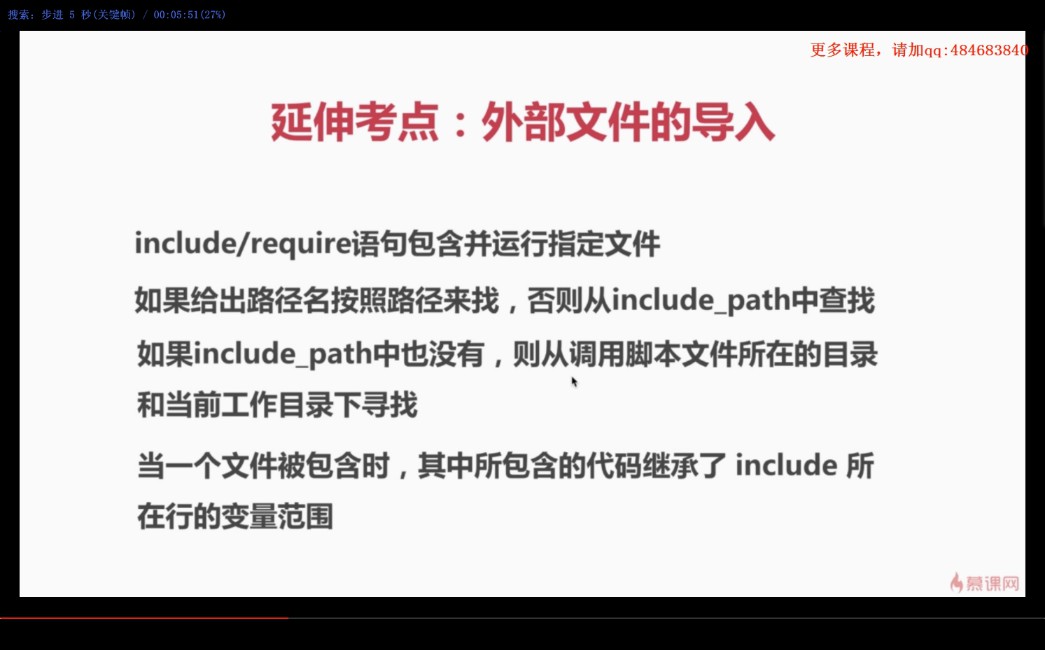 搜索: 步进 5 秒(关键帧) / 00:05:51(27%)
更多课程，请加qq:484683840
延伸考点：外部文件的导入
include/require语句包含并运行指定文件
如果给出路径名按照路径来找，否则从include_path中查找
如果include_path中也没有，则从调用脚本文件所在的目录
和当前工作目录下寻找
当一个文件被包含时，其中所包含的代码继承了 include 所
在行的变量范围
慕课网